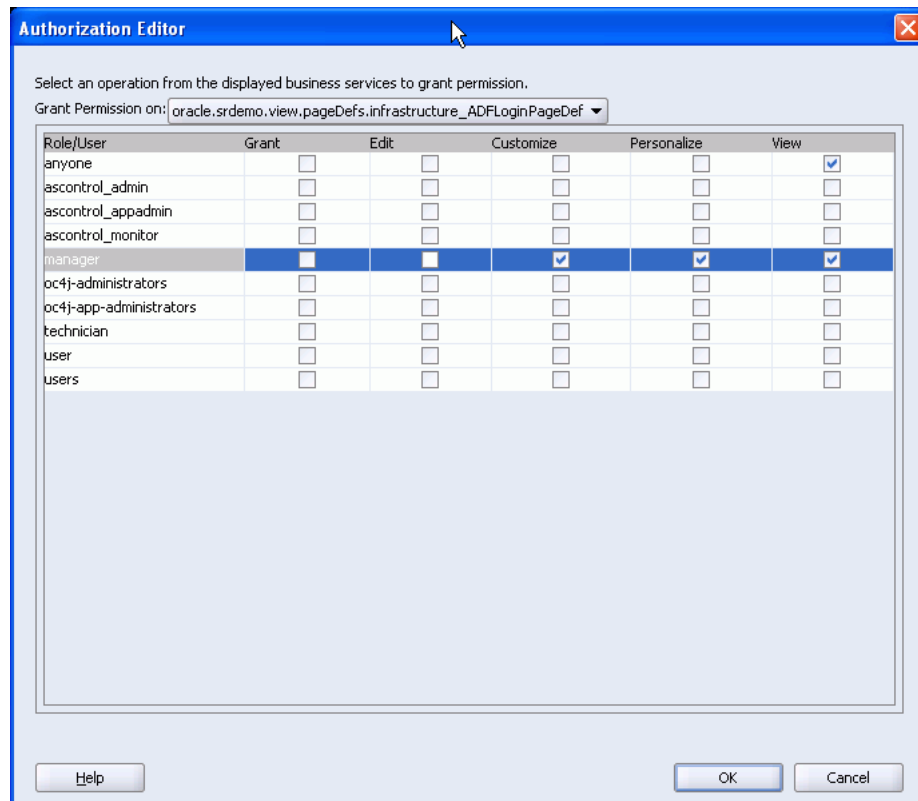 Authorization Editor
Select an operation from the displayed business services to grant permission.
Grant Permission on: oracle.srdemo.view.pageDefs.infrastructure_ADFLoginPageDef
Role/User Grant Edit Customize Personalize View
anyone
ascontrol_admin
ascontrol_appadmin
ascontrol_monitor
manager
oc4j-administrators
oc4j-app-administrators
technician
user
users
Help OK Cancel